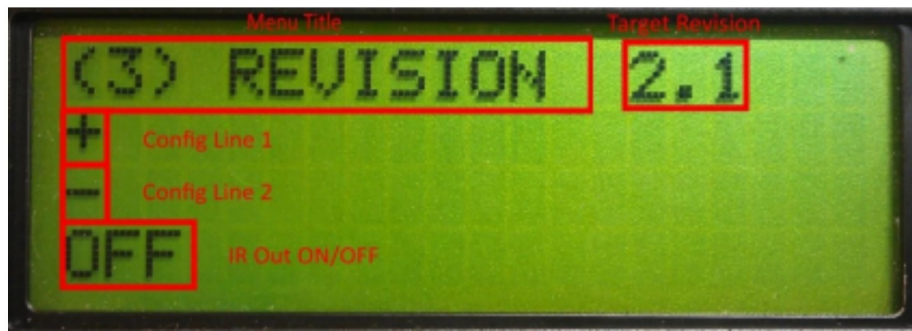 Menu Title Target Revision
(3) REVISION 2.1
+ Config Line 1
- Config Line 2
OFF IR Out ON/OFF